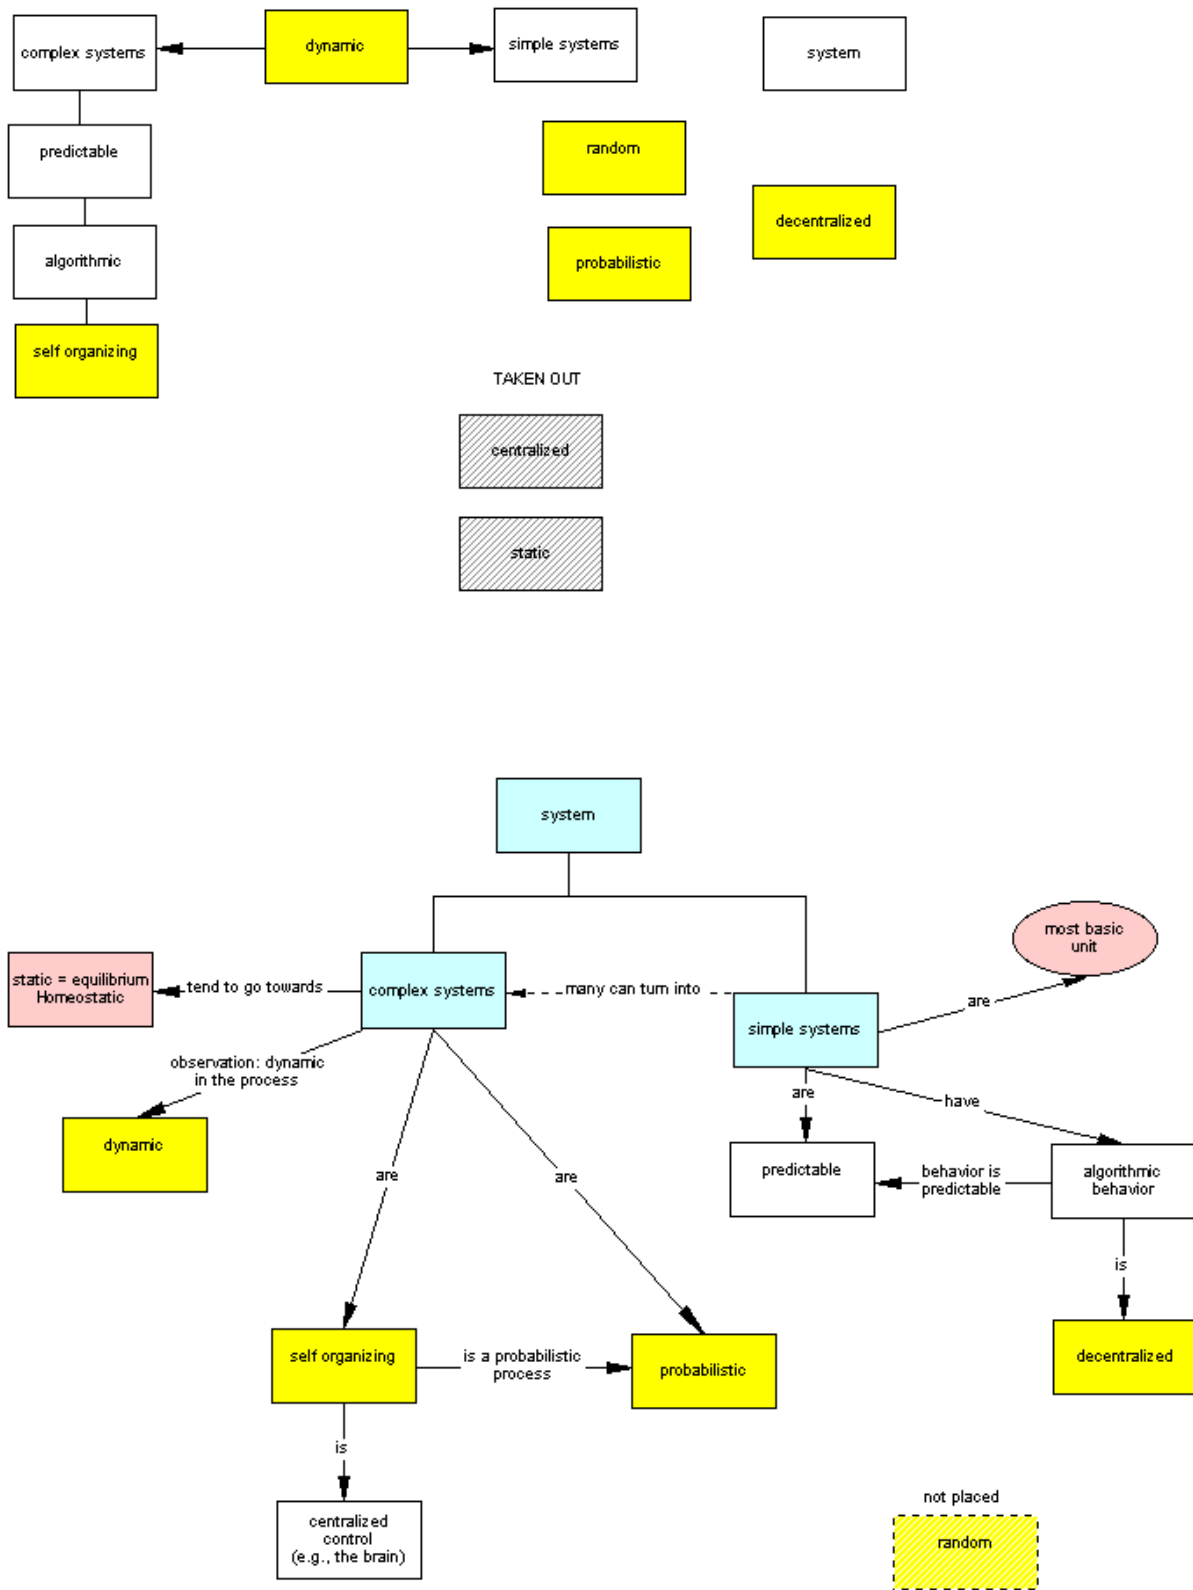 complex systems
dynamic
simple systems
system
predictable
random
decentralized
algorithmic
probabilistic
self organizing
TAKEN OUT
centralized
static
system
most basic
unit
static = equilibrium
Homeostatic
tend to go towards
complex systems
many can turn into
simple systems
are
observation: dynamic
in the process
are
have
dynamic
are
are
predictable
behavior is
predictable
algorithmic
behavior
is
self organizing
is a probabilistic
process
probabilistic
decentralized
is
centralized
control
(e.g., the brain)
not placed
random